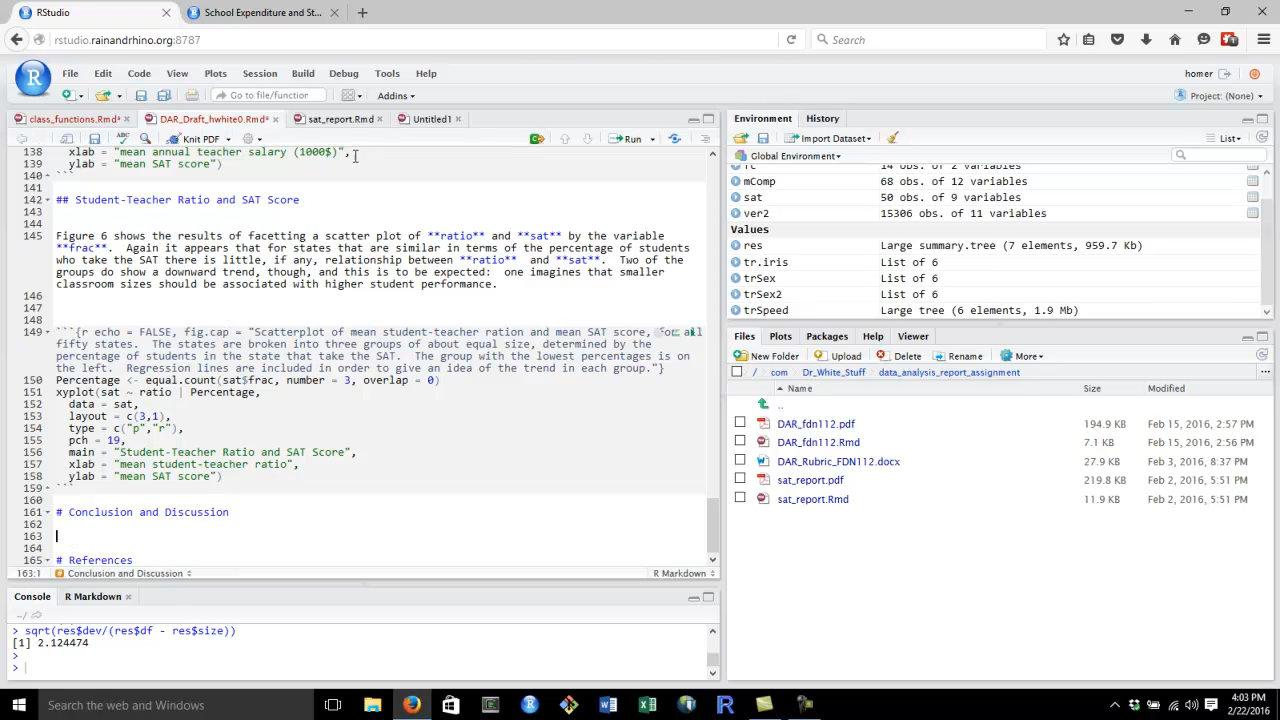 RStudio
School Expenditure and St...
rstudio.rainandrhino.org:8787
Search
File Edit Code View Plots Session Build Debug Tools Help
homer
Go to file/function
Addins
Project: (None)
class_functions.Rmd*
DAR_Draft_hwhite0.Rmd*
sat_report.Rmd
Untitled1
Knit PDF
Run
138 xlab = "mean annual teacher salary (1000$)",
139 ylab = "mean SAT score")
140 ```
141
142 ## Student-Teacher Ratio and SAT Score
143
144
145 Figure 6 shows the results of facetting a scatter plot of **ratio** and **sat** by the variable
**frac**. Again it appears that for states that are similar in terms of the percentage of students
who take the SAT there is little, if any, relationship between **ratio** and **sat**. Two of the
groups do show a downward trend, though, and this is to be expected: one imagines that smaller
classroom sizes should be associated with higher student performance.
146
147
148
149 ```{r echo = FALSE, fig.cap = "Scatterplot of mean student-teacher ration and mean SAT score, for all
fifty states. The states are broken into three groups of about equal size, determined by the
percentage of students in the state that take the SAT. The group with the lowest percentages is on
the left. Regression lines are included in order to give an idea of the trend in each group."}
150 Percentage <- equal.count(sat$frac, number = 3, overlap = 0)
151 xyplot(sat ~ ratio | Percentage,
152 data = sat,
153 layout = c(3,1),
154 type = c("p","r"),
155 pch = 19,
156 main = "Student-Teacher Ratio and SAT Score",
157 xlab = "mean student-teacher ratio",
158 ylab = "mean SAT score")
159 ```
160
161 # Conclusion and Discussion
162
163
164
165 # References
163:1 Conclusion and Discussion
R Markdown
Console R Markdown
~/
> sqrt(res$dev/(res$df - res$size))
[1] 2.124474
>
>
Environment History
Import Dataset
List
Global Environment
mComp 68 obs. of 12 variables
sat 50 obs. of 9 variables
ver2 15306 obs. of 11 variables
Values
res Large summary.tree (7 elements, 959.7 Kb)
tr.iris List of 6
trSex List of 6
trSex2 List of 6
trSpeed Large tree (6 elements, 1.9 Mb)
Files Plots Packages Help Viewer
New Folder Upload Delete Rename More
/ com Dr_White_Stuff data_analysis_report_assignment
Name Size Modified
..
DAR_fdn112.pdf 194.9 KB Feb 15, 2016, 2:57 PM
DAR_fdn112.Rmd 7.1 KB Feb 15, 2016, 2:56 PM
DAR_Rubric_FDN112.docx 27.9 KB Feb 3, 2016, 8:37 PM
sat_report.pdf 219.8 KB Feb 2, 2016, 5:51 PM
sat_report.Rmd 11.9 KB Feb 2, 2016, 5:51 PM
Search the web and Windows
4:03 PM
2/22/2016